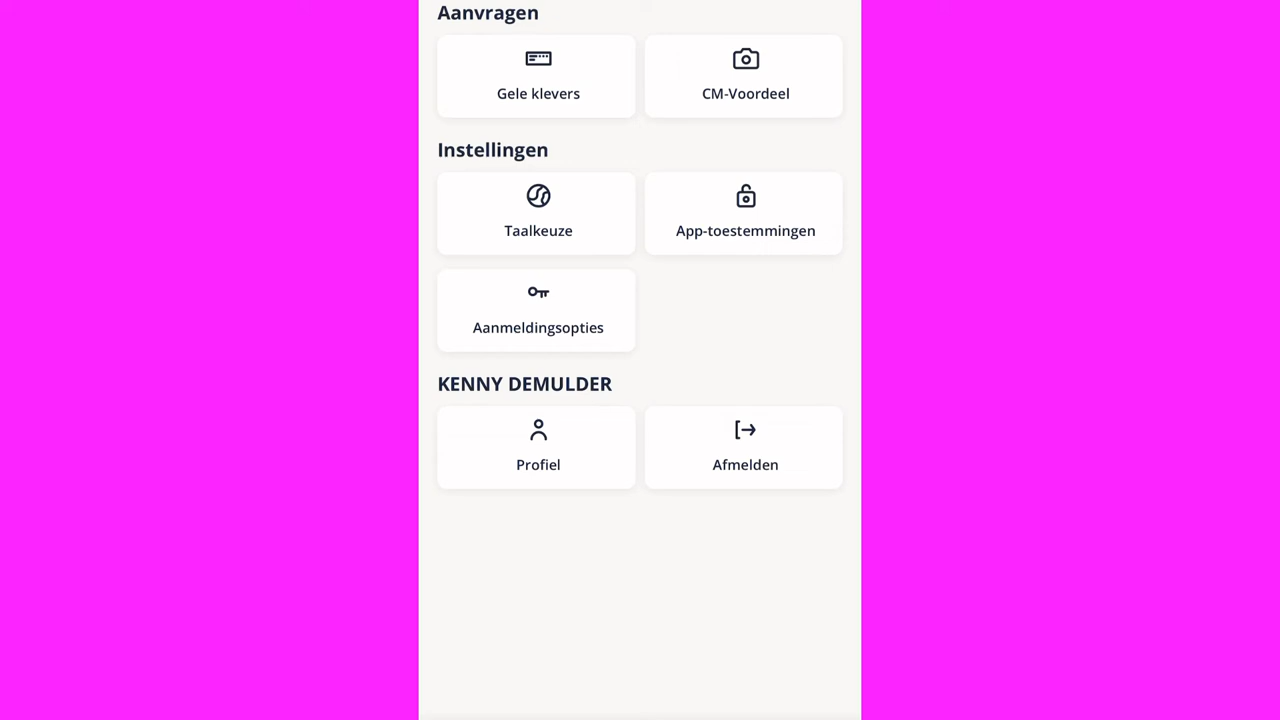 Aanvragen
Gele klevers
CM-Voordeel
Instellingen
Taalkeuze
App-toestemmingen
Aanmeldingsopties
KENNY DEMULDER
Profiel
Afmelden